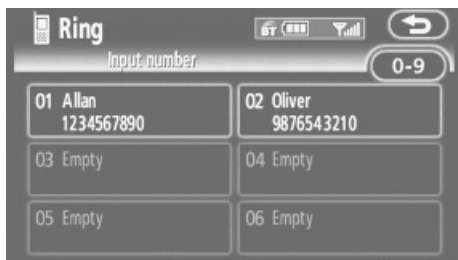 Ring
BT
Input number
0-9
01 Allan
1234567890
02 Oliver
9876543210
03 Empty
04 Empty
05 Empty
06 Empty